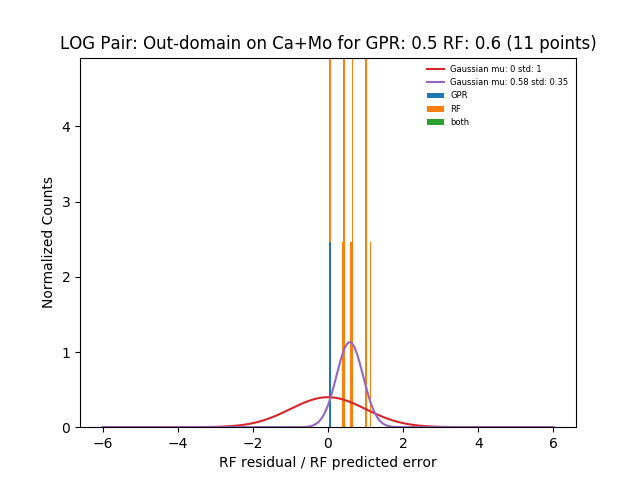 LOG Pair: Out-domain on Ca+Mo for GPR: 0.5 RF: 0.6 (11 points)
Gaussian mu: 0 std: 1
Gaussian mu: 0.58 std: 0.35
GPR
RF
both
Normalized Counts
4
3
2
1
0
−6 −4 −2 0 2 4 6
RF residual / RF predicted error